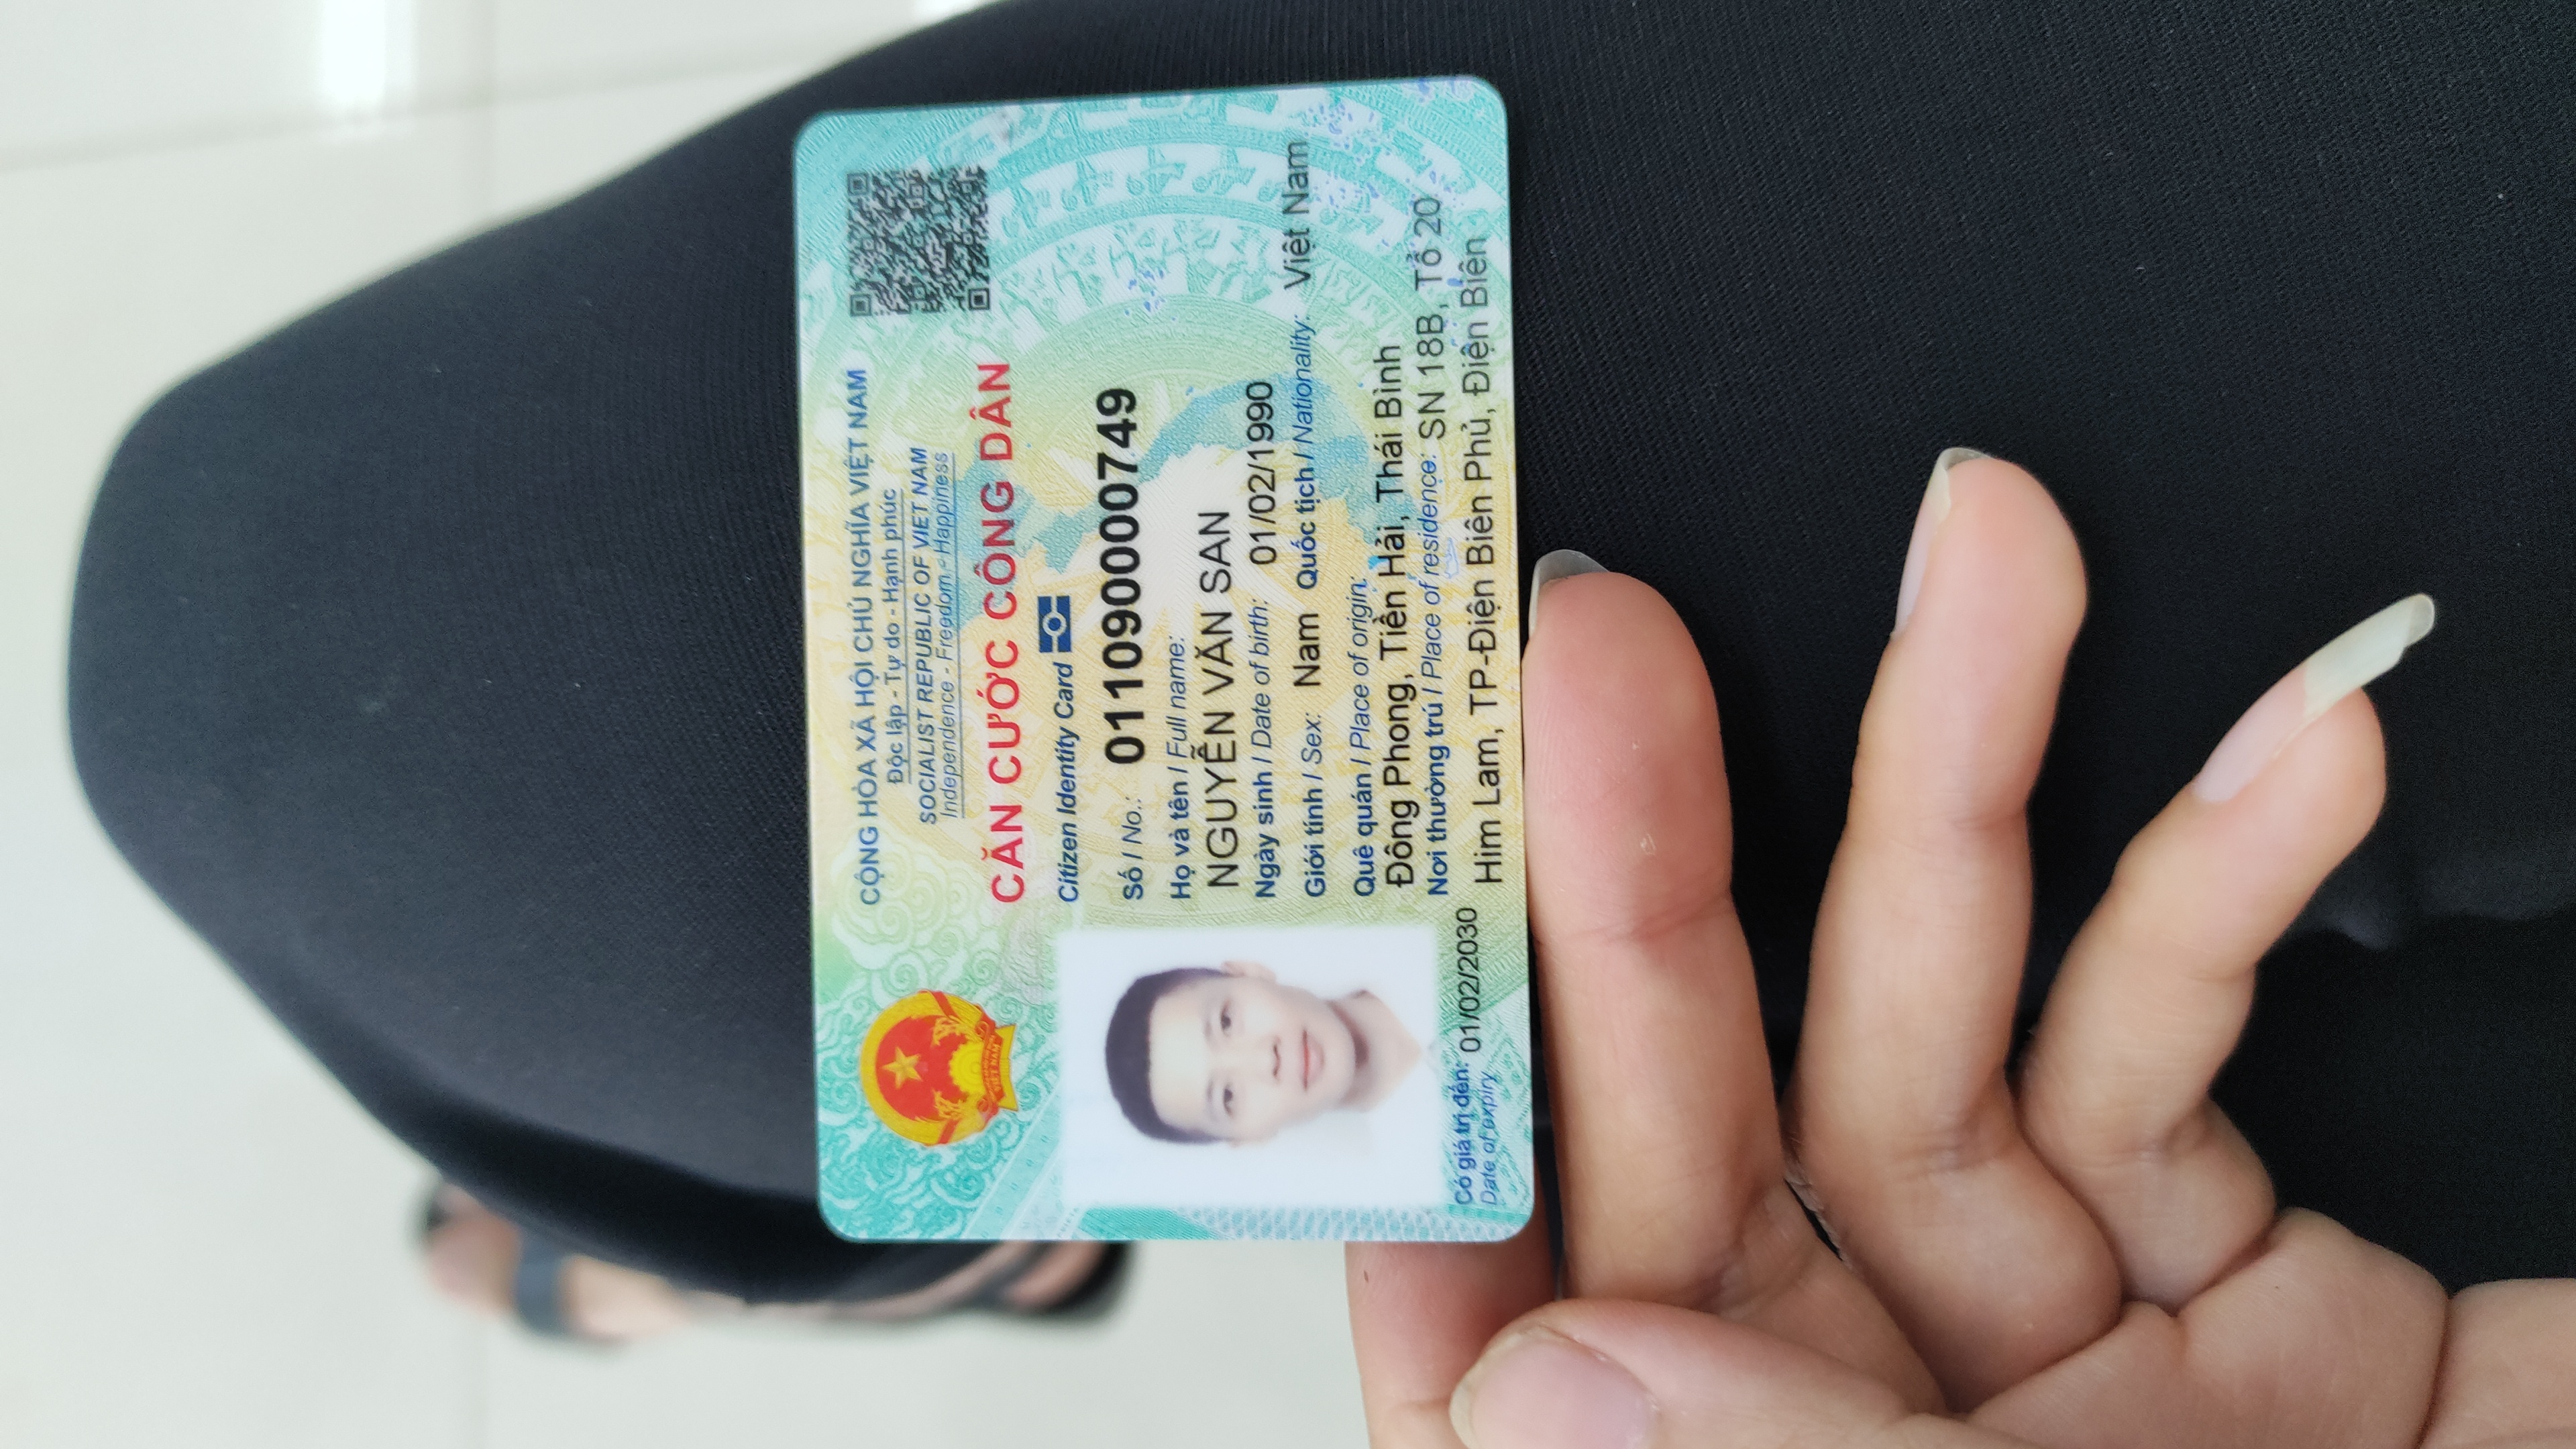 CỘNG HÒA XÃ HỘI CHỦ NGHĨA VIỆT NAM
Độc lập - Tự do - Hạnh phúc
SOCIALIST REPUBLIC OF VIET NAM
Independence - Freedom - Happiness
VIỆT NAM
CĂN CƯỚC CÔNG DÂN
Citizen Identity Card
Số / No.: 011090000749
Họ và tên / Full name:
NGUYỄN VĂN SAN
Ngày sinh / Date of birth: 01/02/1990
Giới tính / Sex: Nam Quốc tịch / Nationality: Việt Nam
Quê quán / Place of origin:
Đông Phong, Tiền Hải, Thái Bình
Nơi thường trú / Place of residence: SN 18B, Tổ 20
Him Lam, TP-Điện Biên Phủ, Điện Biên
Có giá trị đến: 01/02/2030
Date of expiry